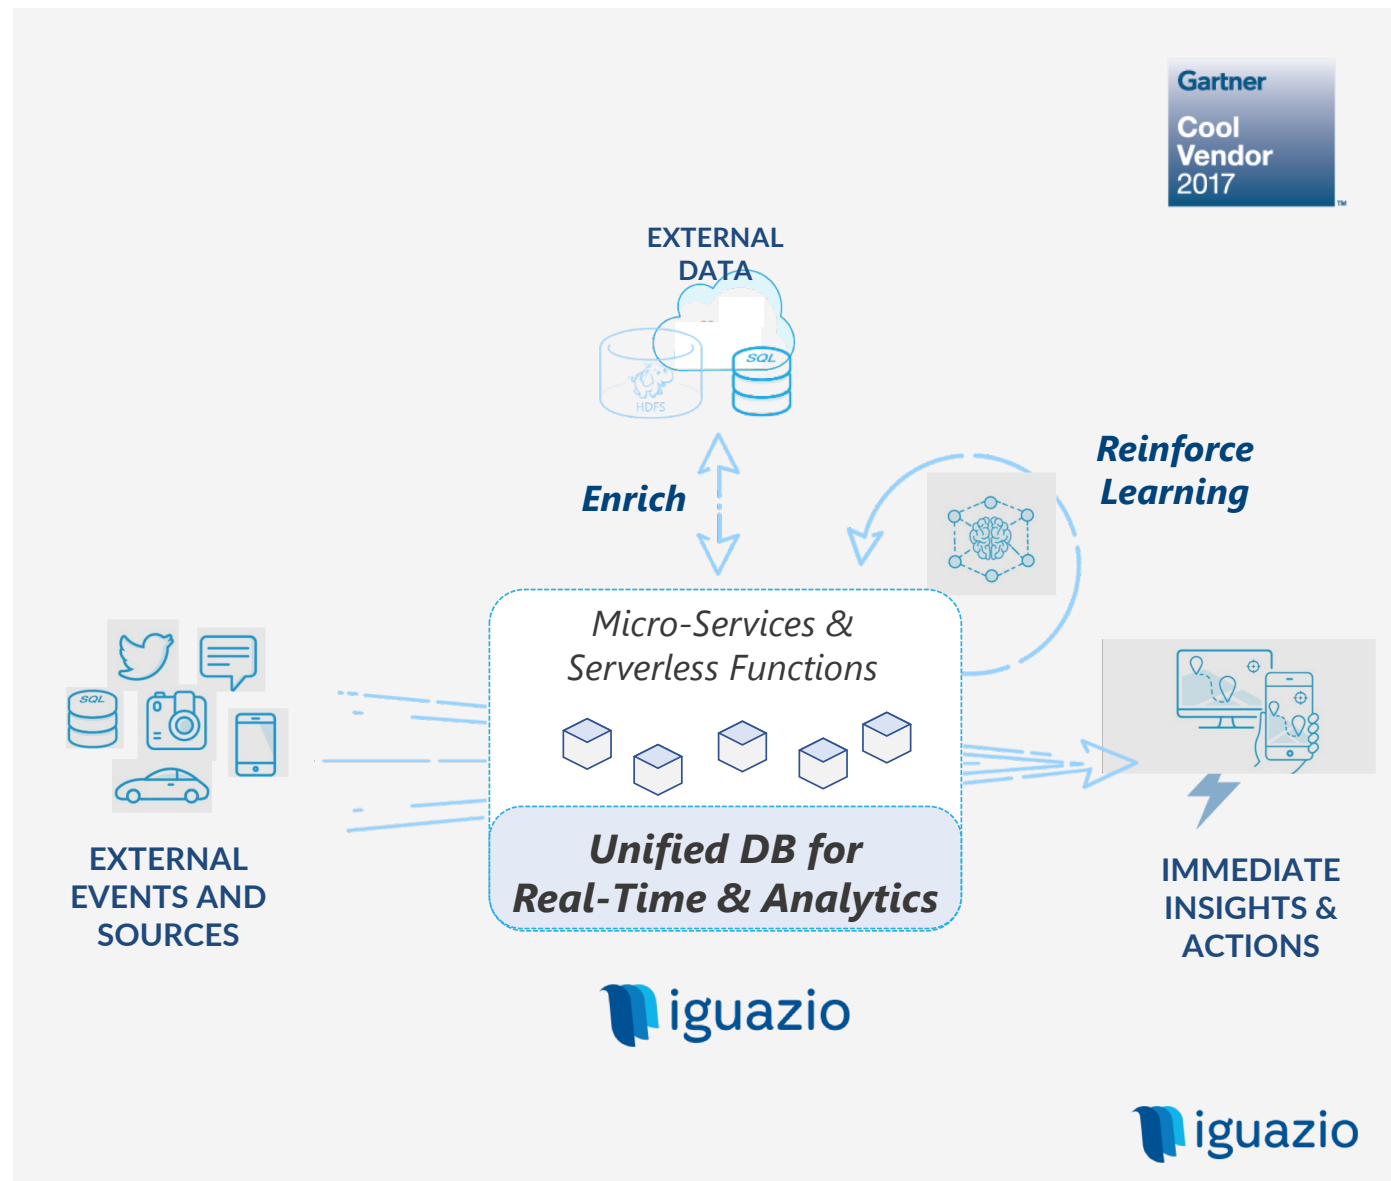 Gartner
Cool
Vendor
2017
TM
EXTERNAL
DATA
SQL
HDFS
Enrich
Reinforce
Learning
Micro-Services &
Serverless Functions
SQL
Unified DB for
Real-Time & Analytics
EXTERNAL
EVENTS AND
SOURCES
IMMEDIATE
INSIGHTS &
ACTIONS
iguazio
iguazio